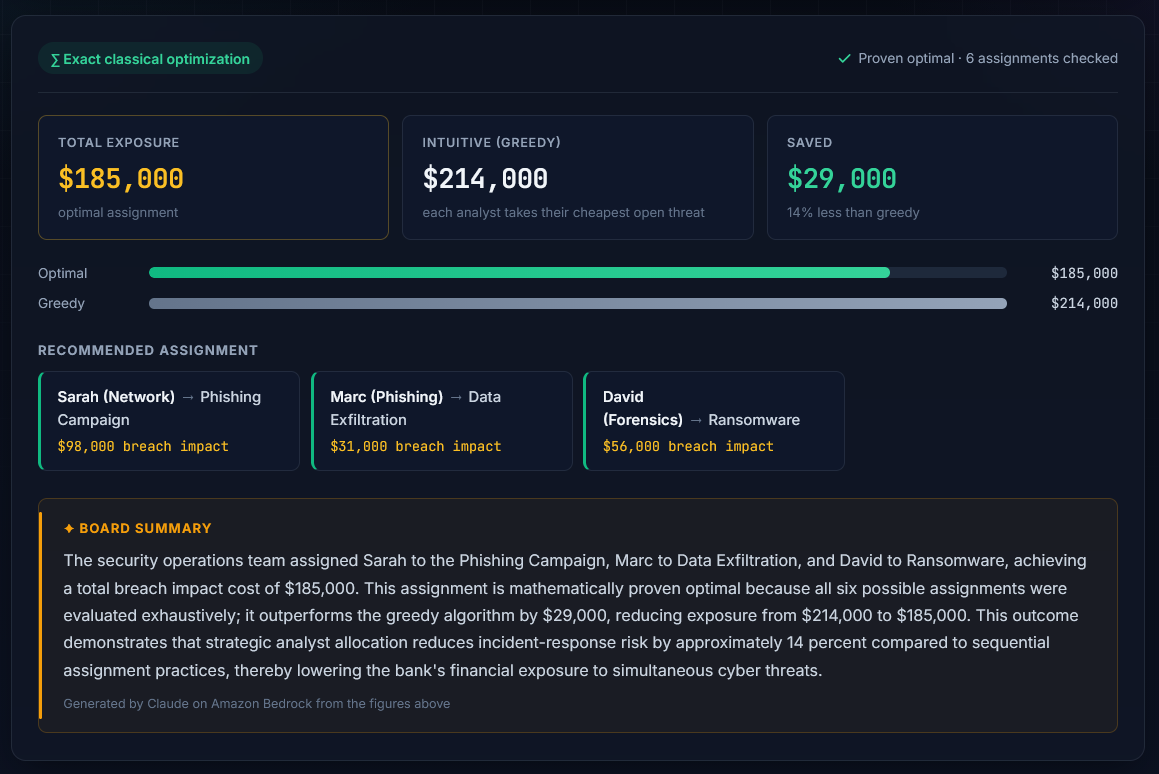 ∑ Exact classical optimization
✓ Proven optimal · 6 assignments checked
TOTAL EXPOSURE
$185,000
optimal assignment
INTUITIVE (GREEDY)
$214,000
each analyst takes their cheapest open threat
SAVED
$29,000
14% less than greedy
Optimal
$185,000
Greedy
$214,000
RECOMMENDED ASSIGNMENT
Sarah (Network) → Phishing
Campaign
$98,000 breach impact
Marc (Phishing) → Data
Exfiltration
$31,000 breach impact
David
(Forensics) → Ransomware
$56,000 breach impact
✦ BOARD SUMMARY
The security operations team assigned Sarah to the Phishing Campaign, Marc to Data Exfiltration, and David to Ransomware, achieving
a total breach impact cost of $185,000. This assignment is mathematically proven optimal because all six possible assignments were
evaluated exhaustively; it outperforms the greedy algorithm by $29,000, reducing exposure from $214,000 to $185,000. This outcome
demonstrates that strategic analyst allocation reduces incident-response risk by approximately 14 percent compared to sequential
assignment practices, thereby lowering the bank's financial exposure to simultaneous cyber threats.
Generated by Claude on Amazon Bedrock from the figures above